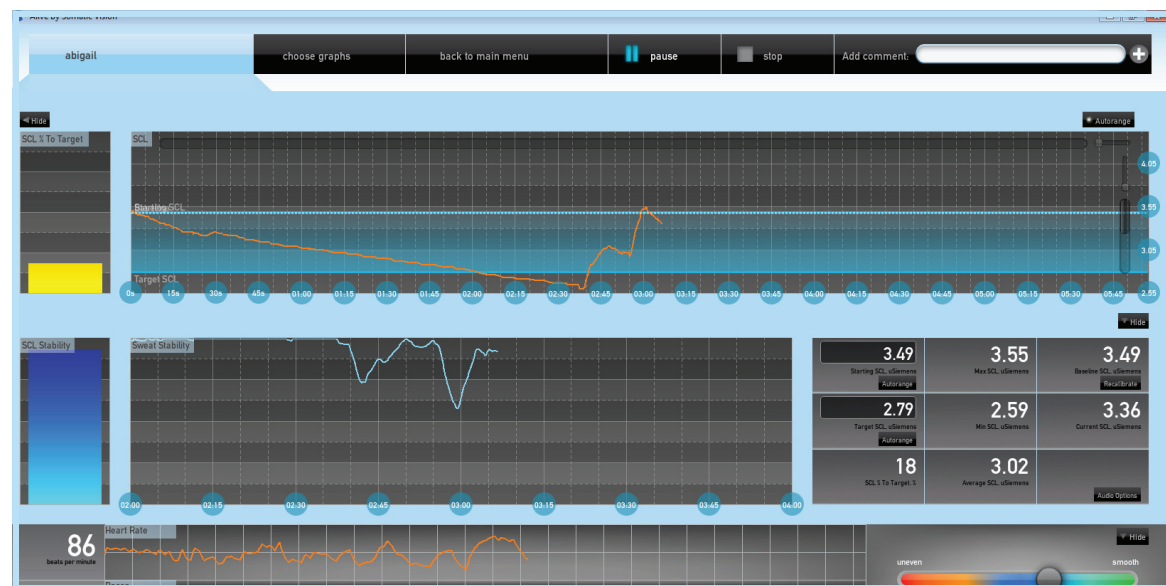 Alive by Somatic Vision
abigail
choose graphs
back to main menu
pause
stop
Add comment:
Hide
Autorange
SCL % To Target
SCL
4.05
Starting SCL
3.55
3.05
Target SCL
0s 15s 30s 45s 01:00 01:15 01:30 01:45 02:00 02:15 02:30 02:45 03:00 03:15 03:30 03:45 04:00 04:15 04:30 04:45 05:00 05:15 05:30 05:45 2.55
Hide
SCL Stability
Sweat Stability
3.49 3.55 3.49
Starting SCL, uSiemens Max SCL, uSiemens Baseline SCL, uSiemens
Autorange Recalibrate
2.79 2.59 3.36
Target SCL, uSiemens Min SCL, uSiemens Current SCL, uSiemens
Autorange
18 3.02
SCL % To Target, % Average SCL, uSiemens
Audio Options
02:00 02:15 02:30 02:45 03:00 03:15 03:30 03:45 04:00
Heart Rate
Hide
86
beats per minute
uneven smooth